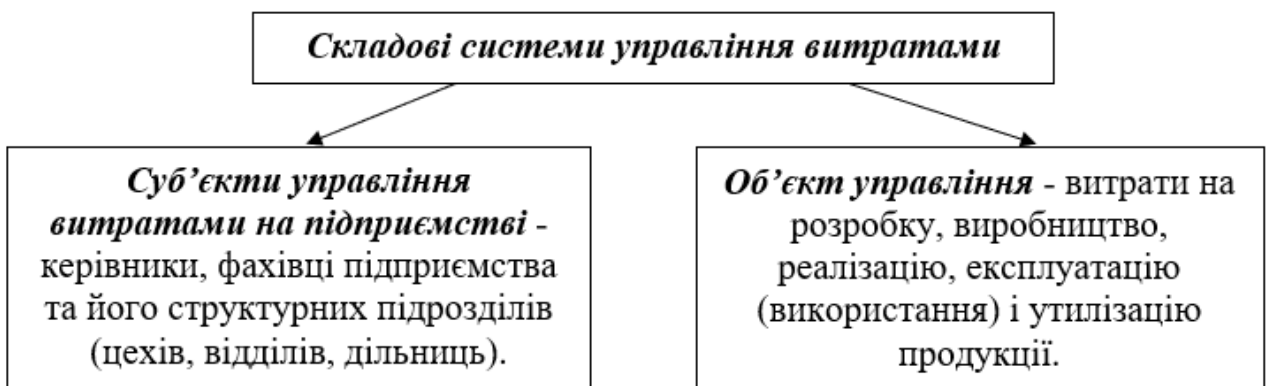 Складові системи управління витратами
Суб’єкти управління
витратами на підприємстві -
керівники, фахівці підприємства
та його структурних підрозділів
(цехів, відділів, дільниць).
Об’єкт управління - витрати на
розробку, виробництво,
реалізацію, експлуатацію
(використання) і утилізацію
продукції.